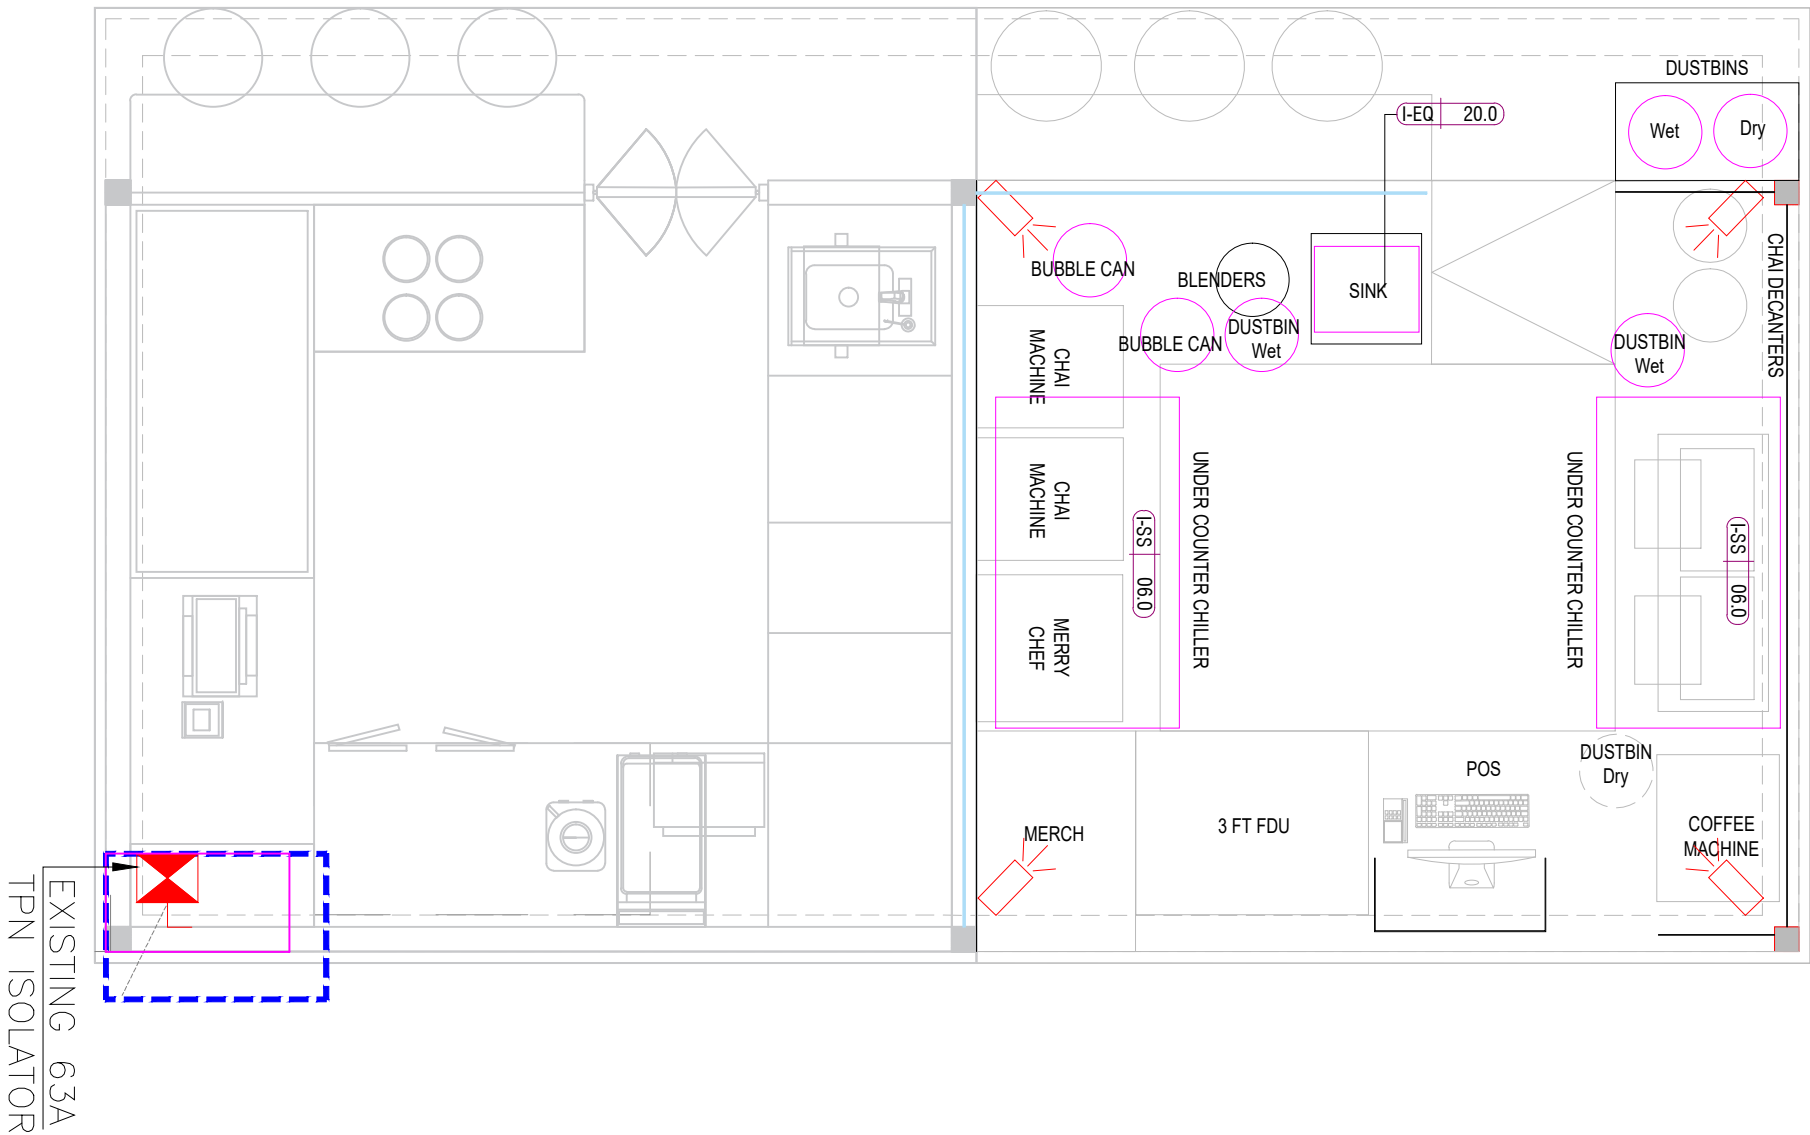 DUSTBINS
Wet
Dry
I-EQ 20.0
CHAI DECANTERS
BUBBLE CAN
BLENDERS
SINK
BUBBLE CAN
DUSTBIN
Wet
DUSTBIN
Wet
CHAI
MACHINE
CHAI
MACHINE
MERRY
CHEF
I-SS 06.0
UNDER COUNTER CHILLER
UNDER COUNTER CHILLER
I-SS 06.0
MERCH
3 FT FDU
POS
DUSTBIN
Dry
COFFEE
MACHINE
EXISTING 63A
TPN ISOLATOR